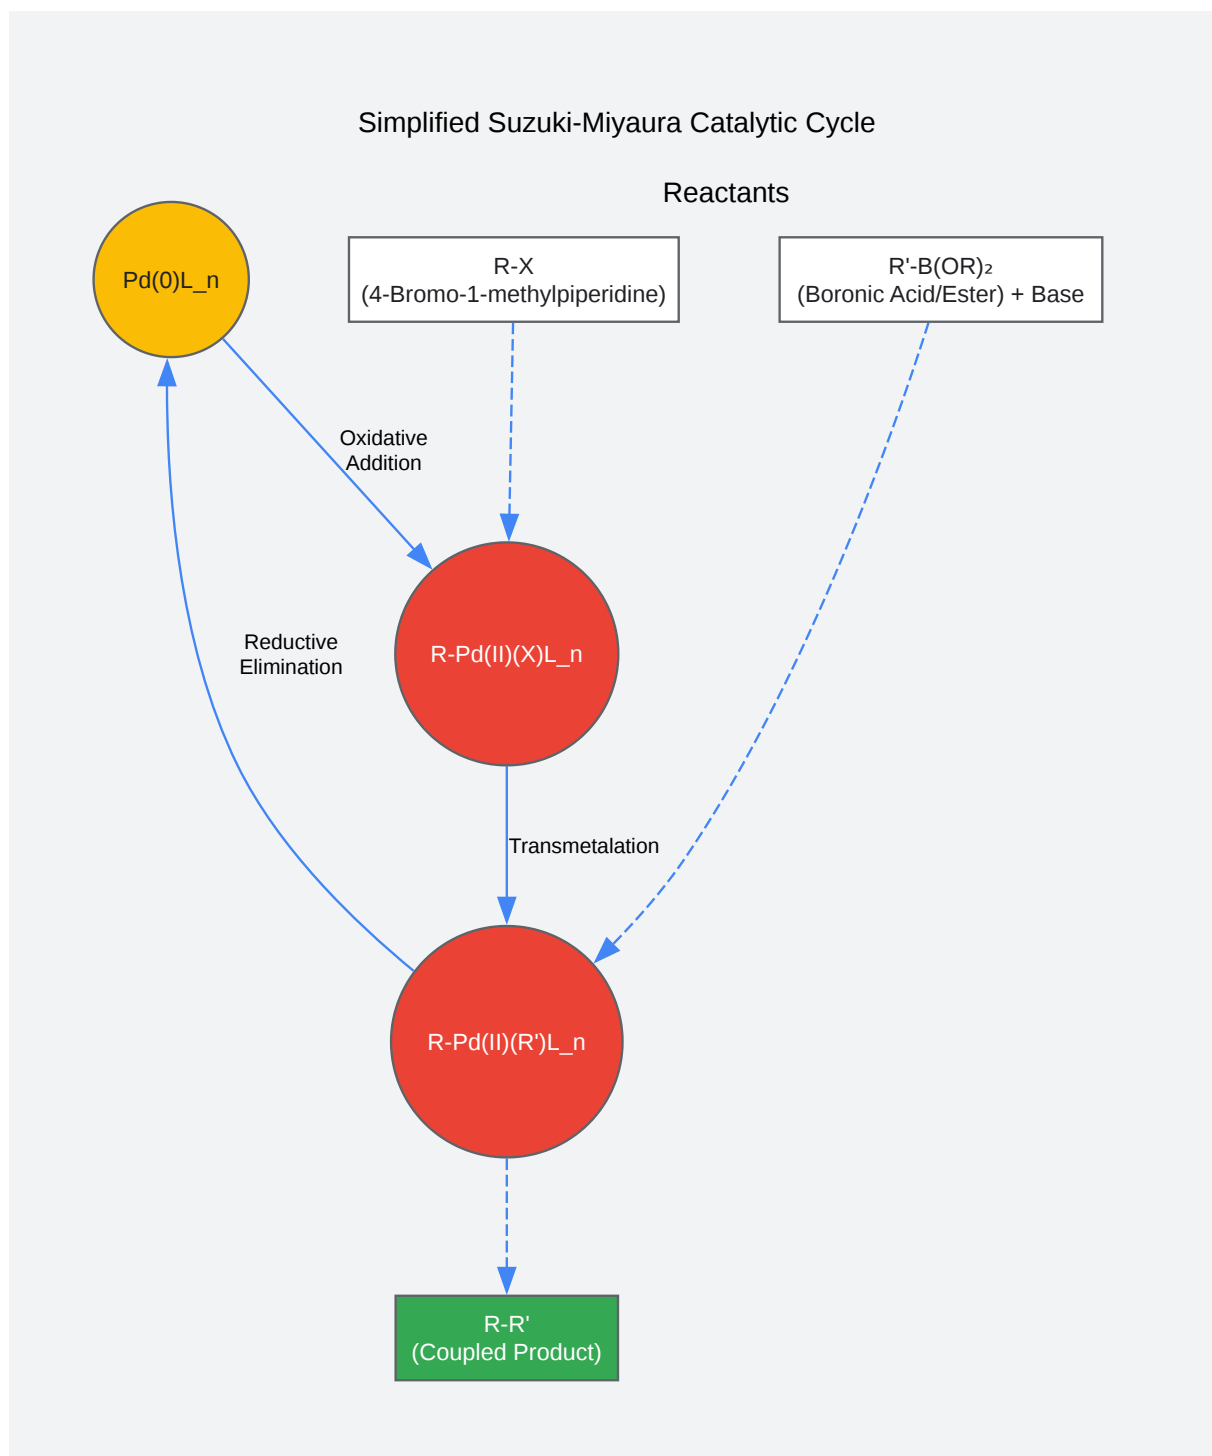 Simplified Suzuki-Miyaura Catalytic Cycle
Reactants
Pd(0)L_n
R-X
(4-Bromo-1-methylpiperidine)
R'-B(OR)₂
(Boronic Acid/Ester) + Base
Oxidative
Addition
Reductive
Elimination
R-Pd(II)(X)L_n
Transmetalation
R-Pd(II)(R')L_n
R-R'
(Coupled Product)